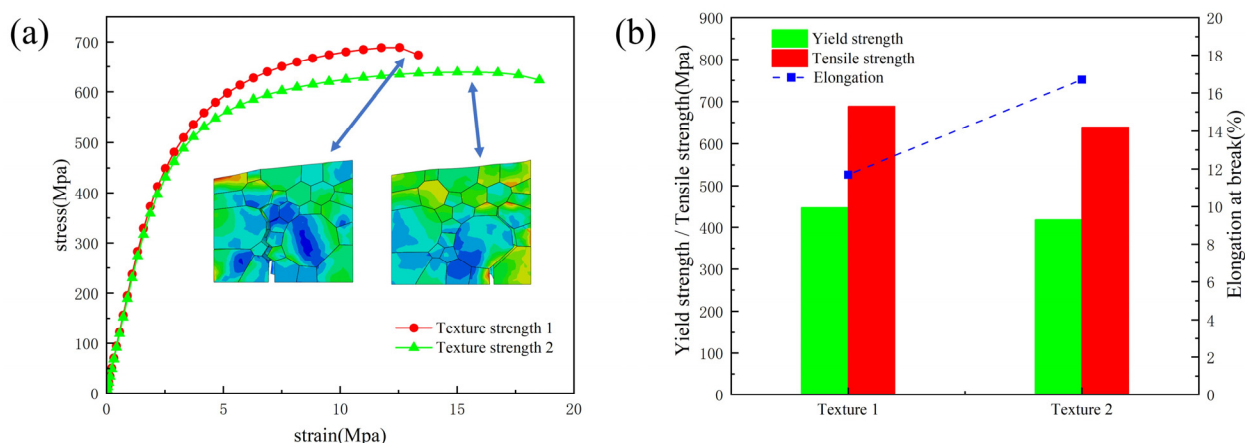 (a)
700
600
500
400
300
200
100
0
stress(Mpa)
0
5
10
15
20
strain(Mpa)
Texture strength 1
Texture strength 2
(b)
900
800
700
600
500
400
300
200
100
0
Yield strength / Tensile strength(Mpa)
Yield strength
Tensile strength
Elongation
20
18
16
14
12
10
8
6
4
2
0
Elongation at break(%)
Texture 1
Texture 2